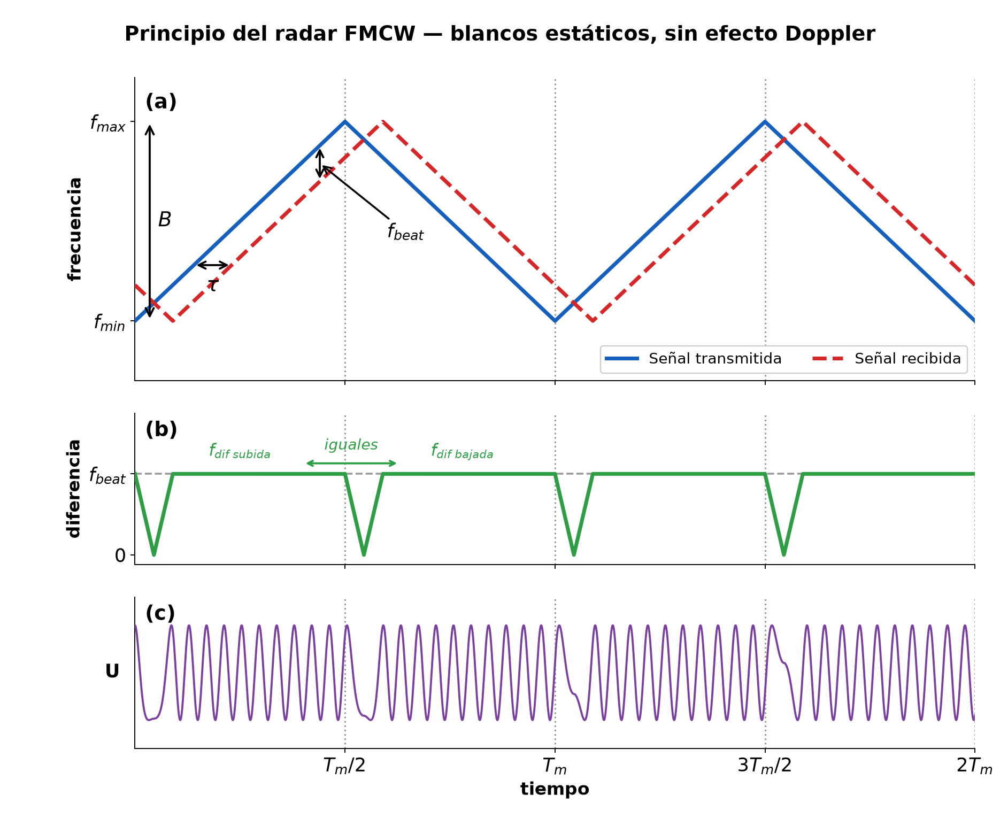 Principio del radar FMCW — blancos estáticos, sin efecto Doppler
(a)
f_max
B
f_beat
τ
f_min
frecuencia
Señal transmitida
Señal recibida
(b)
f_dif subida
iguales
f_dif bajada
f_beat
0
diferencia
(c)
U
T_m/2
T_m
3T_m/2
2T_m
tiempo